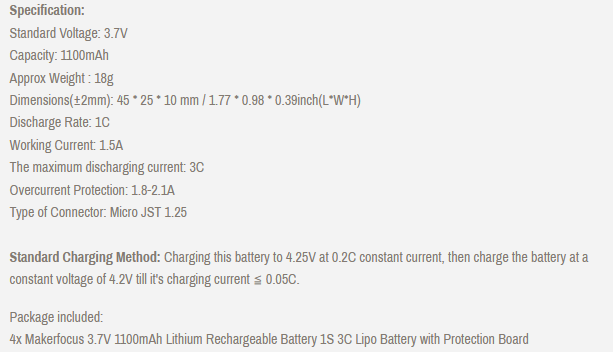 Specification:
Standard Voltage: 3.7V
Capacity: 1100mAh
Approx Weight : 18g
Dimensions(±2mm): 45 * 25 * 10 mm / 1.77 * 0.98 * 0.39inch(L*W*H)
Discharge Rate: 1C
Working Current: 1.5A
The maximum discharging current: 3C
Overcurrent Protection: 1.8-2.1A
Type of Connector: Micro JST 1.25
Standard Charging Method: Charging this battery to 4.25V at 0.2C constant current, then charge the battery at a
constant voltage of 4.2V till it's charging current ≦ 0.05C.
Package included:
4x Makerfocus 3.7V 1100mAh Lithium Rechargeable Battery 1S 3C Lipo Battery with Protection Board